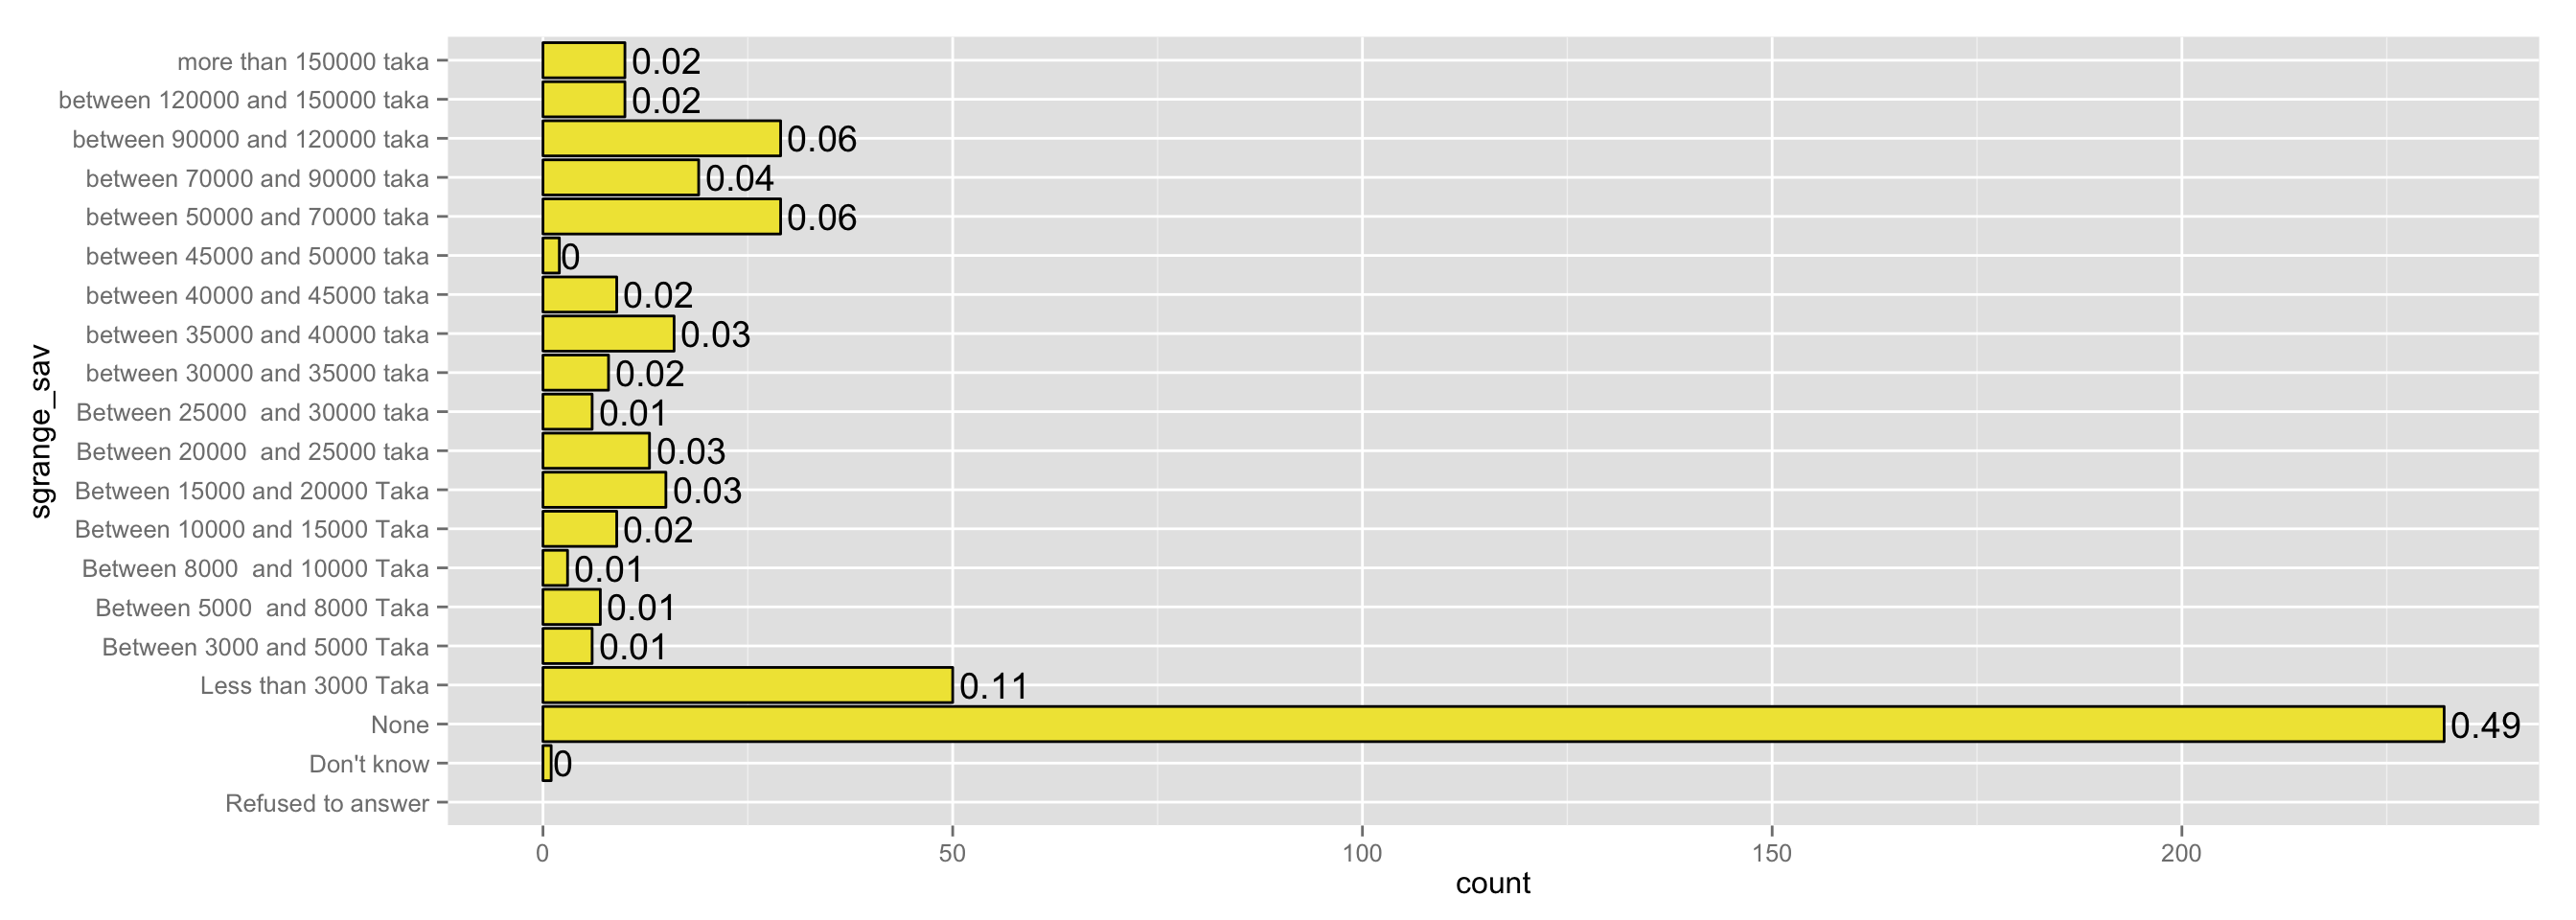 more than 150000 taka 0.02
between 120000 and 150000 taka 0.02
between 90000 and 120000 taka 0.06
between 70000 and 90000 taka 0.04
between 50000 and 70000 taka 0.06
between 45000 and 50000 taka 0
between 40000 and 45000 taka 0.02
between 35000 and 40000 taka 0.03
between 30000 and 35000 taka 0.02
Between 25000  and 30000 taka 0.01
Between 20000  and 25000 taka 0.03
Between 15000 and 20000 Taka 0.03
Between 10000 and 15000 Taka 0.02
Between 8000  and 10000 Taka 0.01
Between 5000  and 8000 Taka 0.01
Between 3000 and 5000 Taka 0.01
Less than 3000 Taka 0.11
None 0.49
Don't know 0
Refused to answer
sgrange_sav
0 50 100 150 200
count